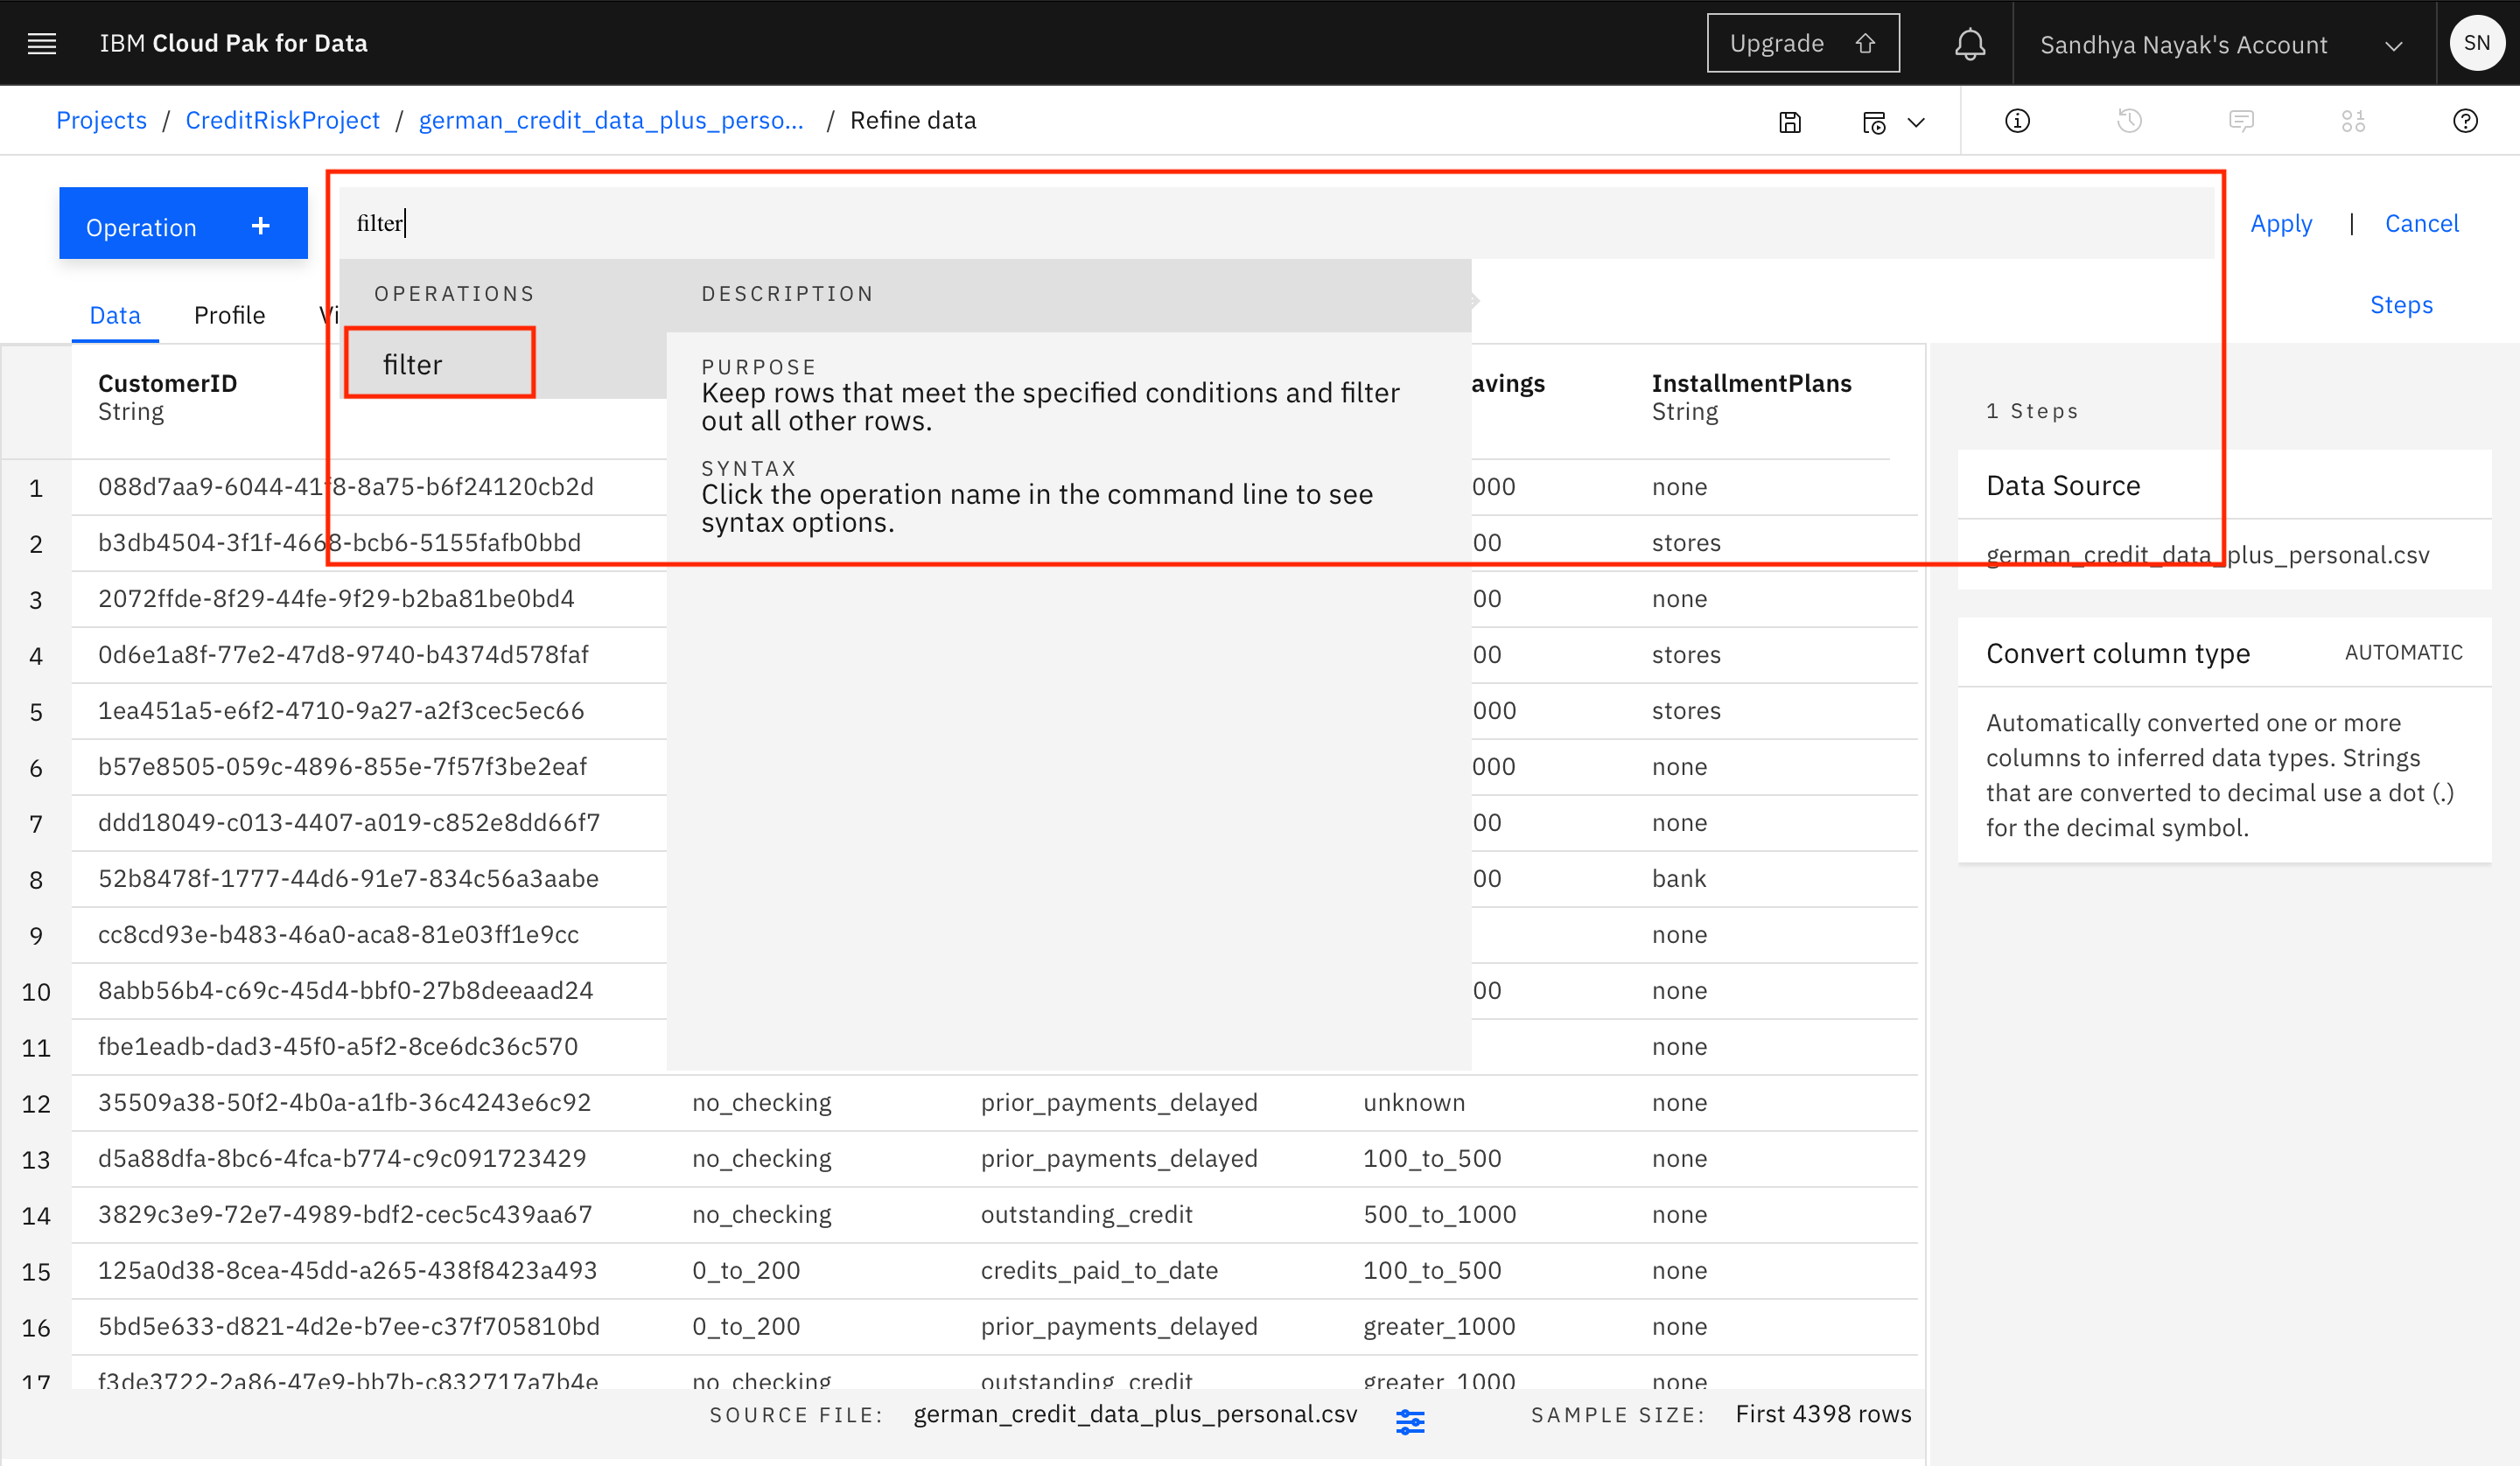 IBM Cloud Pak for Data
Upgrade
Sandhya Nayak's Account
SN
Projects / CreditRiskProject / german_credit_data_plus_perso... / Refine data
Operation +
filter
Apply | Cancel
OPERATIONS DESCRIPTION
Data Profile Vi
Steps
filter
PURPOSE
Keep rows that meet the specified conditions and filter
out all other rows.
SYNTAX
Click the operation name in the command line to see
syntax options.
CustomerID avings InstallmentPlans
String String
1 088d7aa9-6044-41f8-8a75-b6f24120cb2d 000 none
2 b3db4504-3f1f-4668-bcb6-5155fafb0bbd 00 stores
3 2072ffde-8f29-44fe-9f29-b2ba81be0bd4 00 none
4 0d6e1a8f-77e2-47d8-9740-b4374d578faf 00 stores
5 1ea451a5-e6f2-4710-9a27-a2f3cec5ec66 000 stores
6 b57e8505-059c-4896-855e-7f57f3be2eaf 000 none
7 ddd18049-c013-4407-a019-c852e8dd66f7 00 none
8 52b8478f-1777-44d6-91e7-834c56a3aabe 00 bank
9 cc8cd93e-b483-46a0-aca8-81e03ff1e9cc none
10 8abb56b4-c69c-45d4-bbf0-27b8deeaad24 00 none
11 fbe1eadb-dad3-45f0-a5f2-8ce6dc36c570 none
12 35509a38-50f2-4b0a-a1fb-36c4243e6c92 no_checking prior_payments_delayed unknown none
13 d5a88dfa-8bc6-4fca-b774-c9c091723429 no_checking prior_payments_delayed 100_to_500 none
14 3829c3e9-72e7-4989-bdf2-cec5c439aa67 no_checking outstanding_credit 500_to_1000 none
15 125a0d38-8cea-45dd-a265-438f8423a493 0_to_200 credits_paid_to_date 100_to_500 none
16 5bd5e633-d821-4d2e-b7ee-c37f705810bd 0_to_200 prior_payments_delayed greater_1000 none
17 f3de3722-2a86-47e9-bb7b-c832717a7b4e no_checking outstanding_credit greater_1000 none
SOURCE FILE: german_credit_data_plus_personal.csv SAMPLE SIZE: First 4398 rows
1 Steps
Data Source
german_credit_data_plus_personal.csv
Convert column type AUTOMATIC
Automatically converted one or more
columns to inferred data types. Strings
that are converted to decimal use a dot (.)
for the decimal symbol.